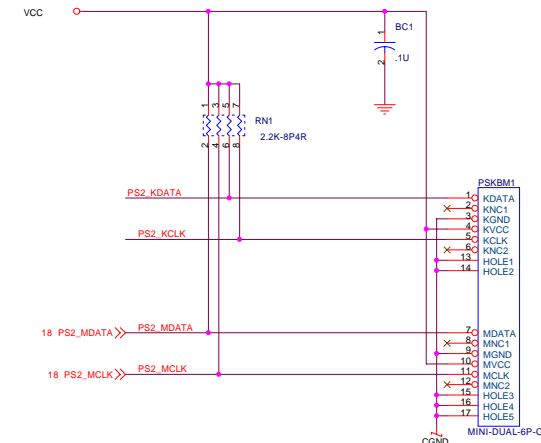 VCC
BC1
1
2
.1U
1 3 5 7
RN1
2.2K-8P4R
2 4 6 8
PSKBM1
PS2_KDATA
1 KDATA
2 KNC1
3 KGND
4 KVCC
PS2_KCLK
5 KCLK
6 KNC2
13 HOLE1
14 HOLE2
18 PS2_MDATA PS2_MDATA
7 MDATA
8 MNC1
9 MGND
10 MVCC
18 PS2_MCLK PS2_MCLK
11 MCLK
12 MNC2
15 HOLE3
16 HOLE4
17 HOLE5
MINI-DUAL-6P-C
CGND